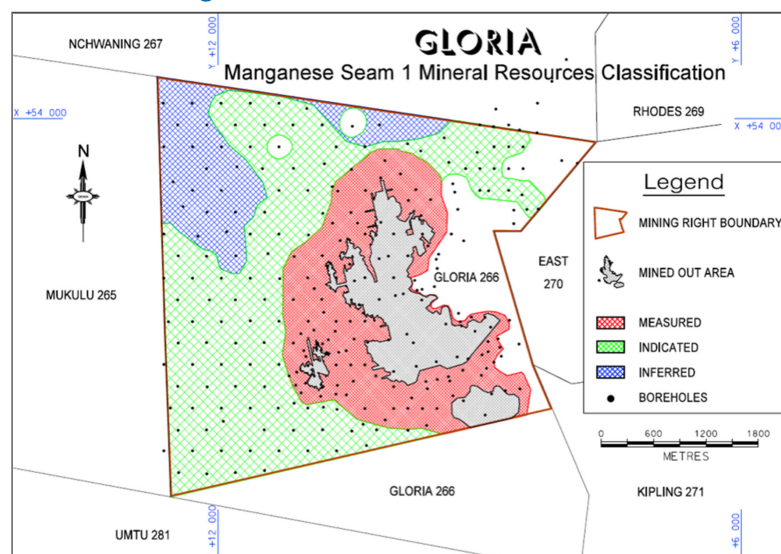 GLORIA
Manganese Seam 1 Mineral Resources Classification
NCHWANING 267
Y +12 000
Y +6 000
X +54 000
X +54 000
RHODES 269
N
Legend
MINING RIGHT BOUNDARY
MINED OUT AREA
MEASURED
INDICATED
INFERRED
BOREHOLES
0 600 1200 1800
METRES
MUKULU 265
GLORIA 266
EAST
270
GLORIA 266
KIPLING 271
UMTU 281
+12 000
+6 000